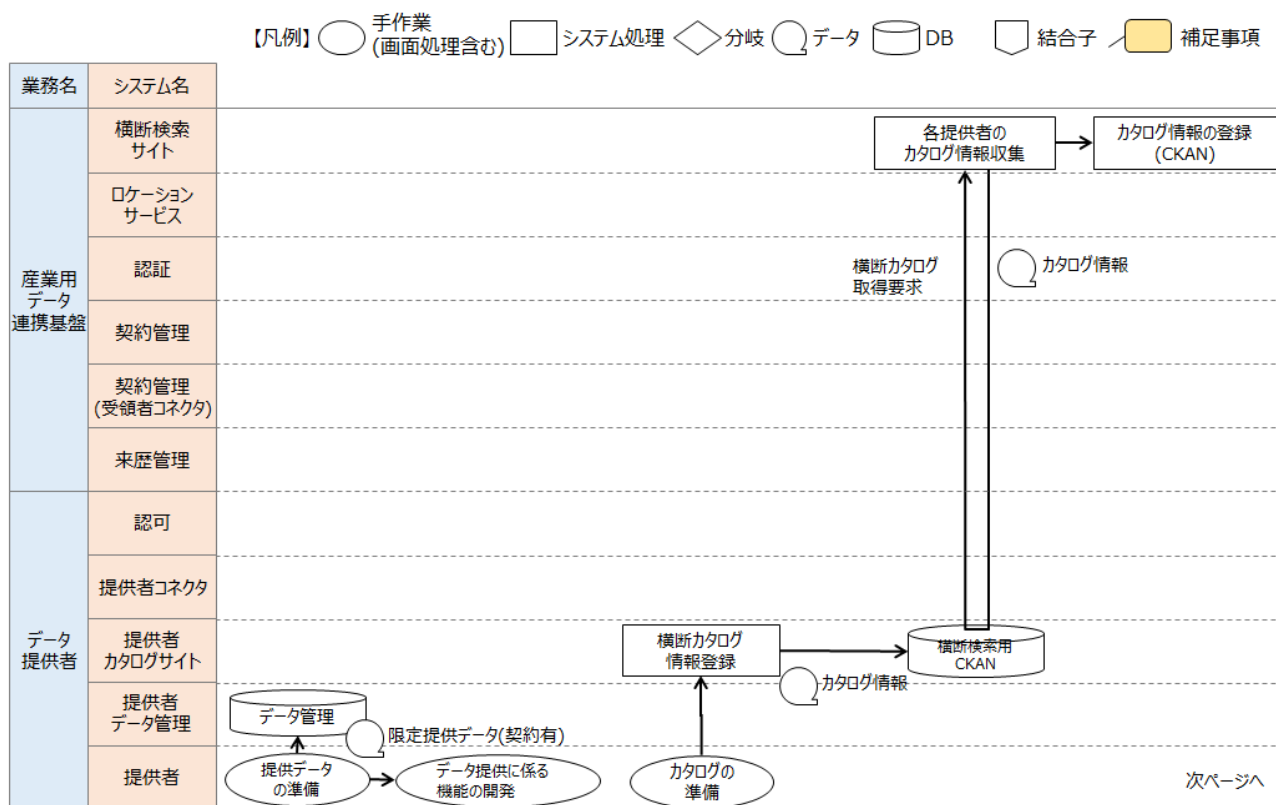 【凡例】
手作業
(画面処理含む)
システム処理
分岐
データ
DB
結合子
補足事項
業務名
システム名
産業用
データ
連携基盤
横断検索
サイト
各提供者の
カタログ情報収集
カタログ情報の登録
(CKAN)
ロケーション
サービス
認証
横断カタログ
取得要求
カタログ情報
契約管理
契約管理
(受領者コネクタ)
来歴管理
データ
提供者
認可
提供者コネクタ
提供者
カタログサイト
横断カタログ
情報登録
横断検索用
CKAN
カタログ情報
提供者
データ管理
データ管理
限定提供データ(契約有)
提供者
提供データ
の準備
データ提供に係る
機能の開発
カタログの
準備
次ページへ